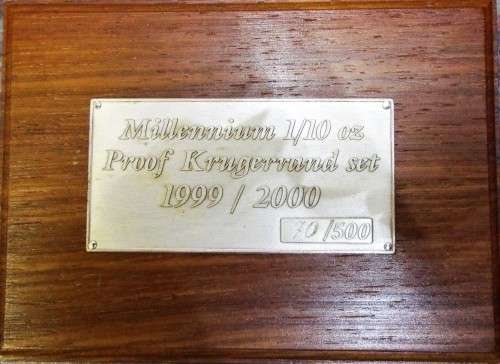 Millennium 1/10 oz
Proof Krugerrand set
1999 / 2000
70/500